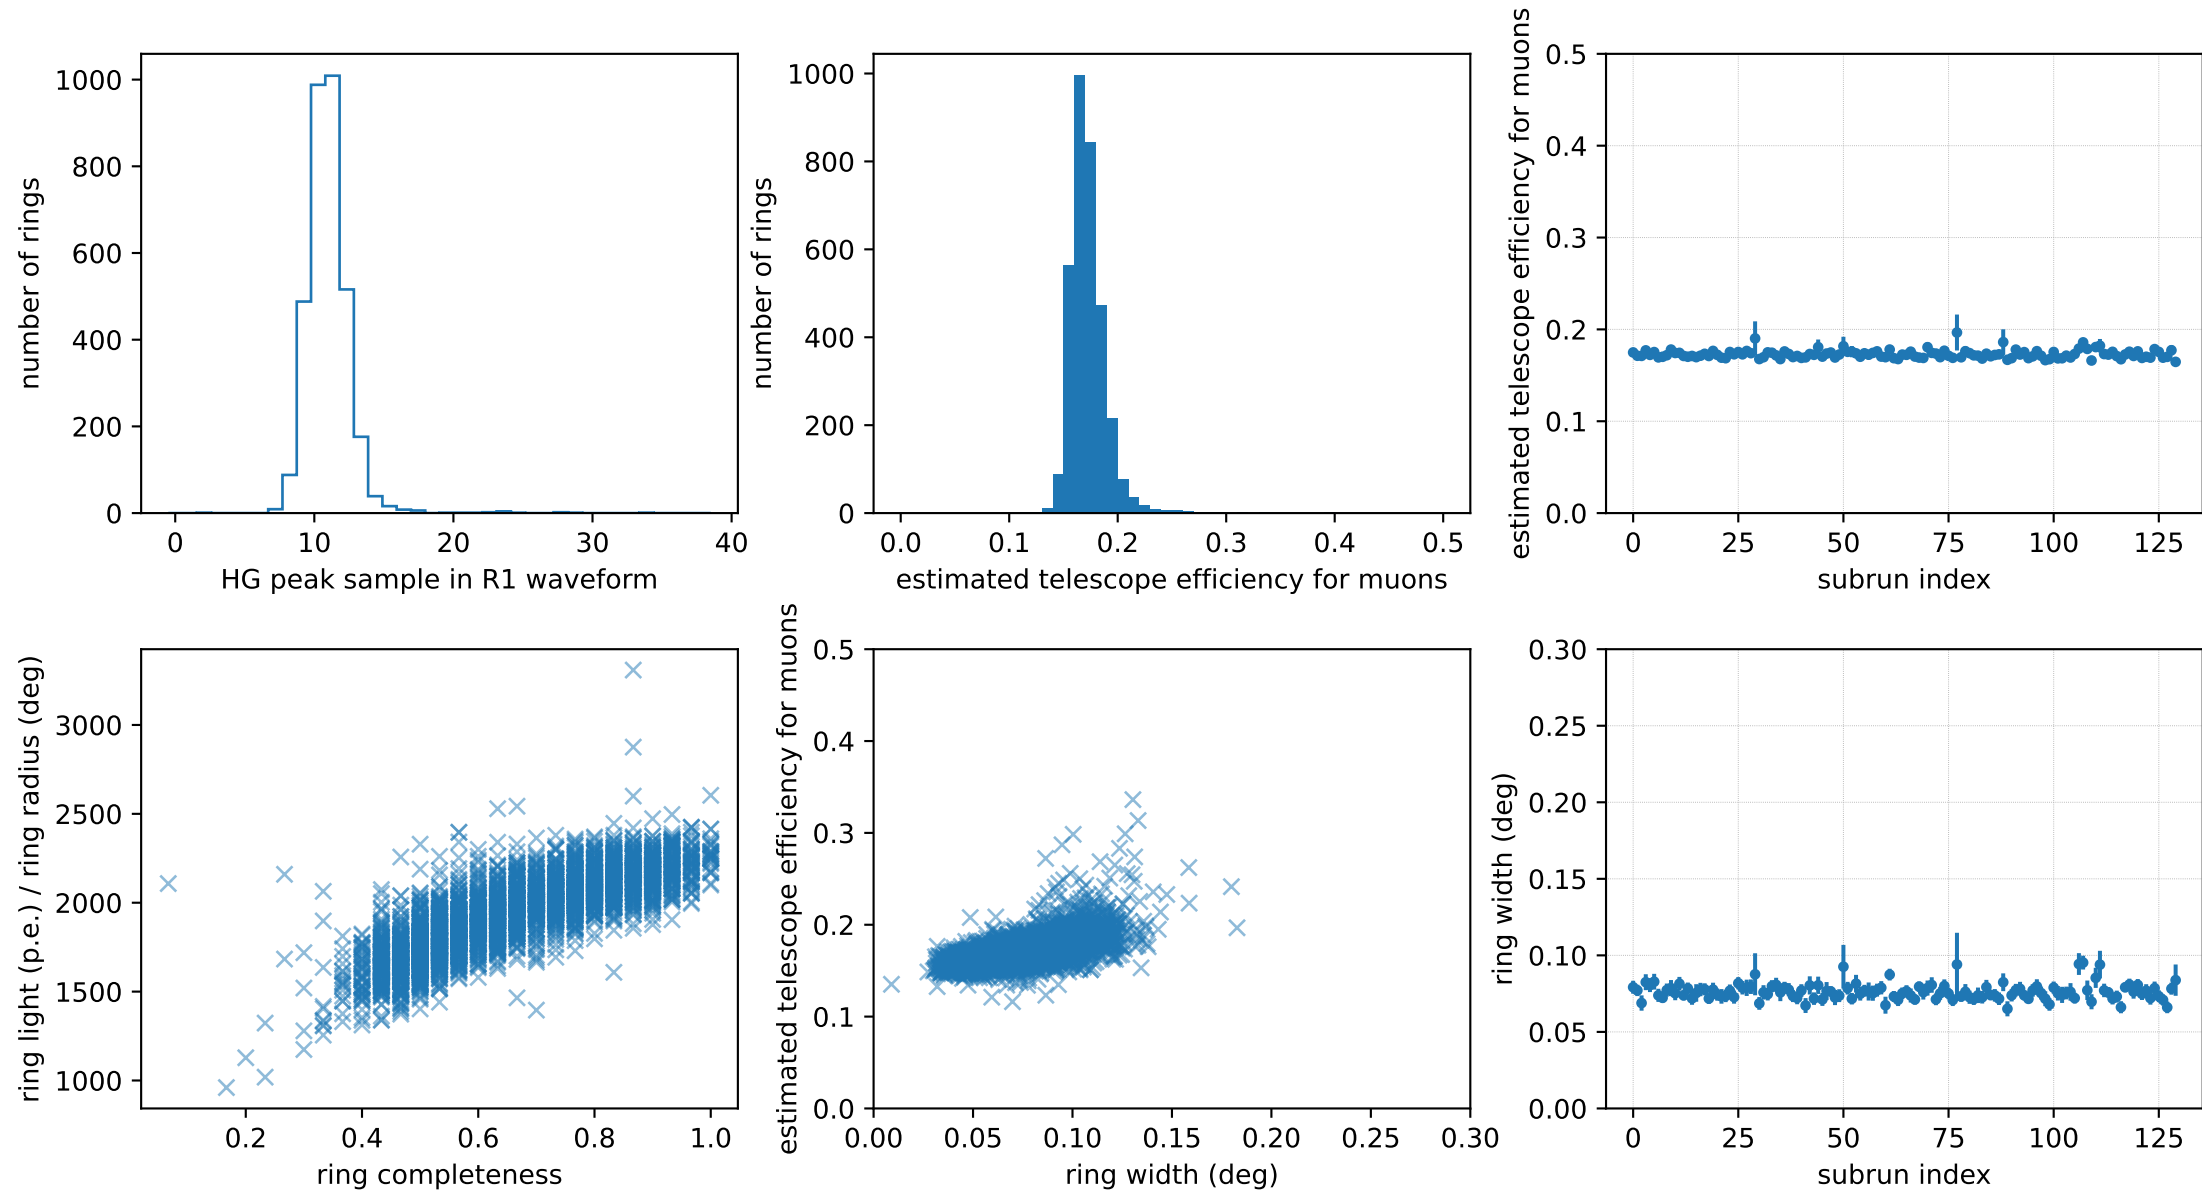 number of rings
1000
800
600
400
200
0
0 10 20 30 40
HG peak sample in R1 waveform
number of rings
1000
800
600
400
200
0
0.0 0.1 0.2 0.3 0.4 0.5
estimated telescope efficiency for muons
estimated telescope efficiency for muons
0.5
0.4
0.3
0.2
0.1
0.0
0 25 50 75 100 125
subrun index
ring light (p.e.) / ring radius (deg)
3000
2500
2000
1500
1000
0.2 0.4 0.6 0.8 1.0
ring completeness
estimated telescope efficiency for muons
0.5
0.4
0.3
0.2
0.1
0.0
0.00 0.05 0.10 0.15 0.20 0.25 0.30
ring width (deg)
ring width (deg)
0.30
0.25
0.20
0.15
0.10
0.05
0.00
0 25 50 75 100 125
subrun index